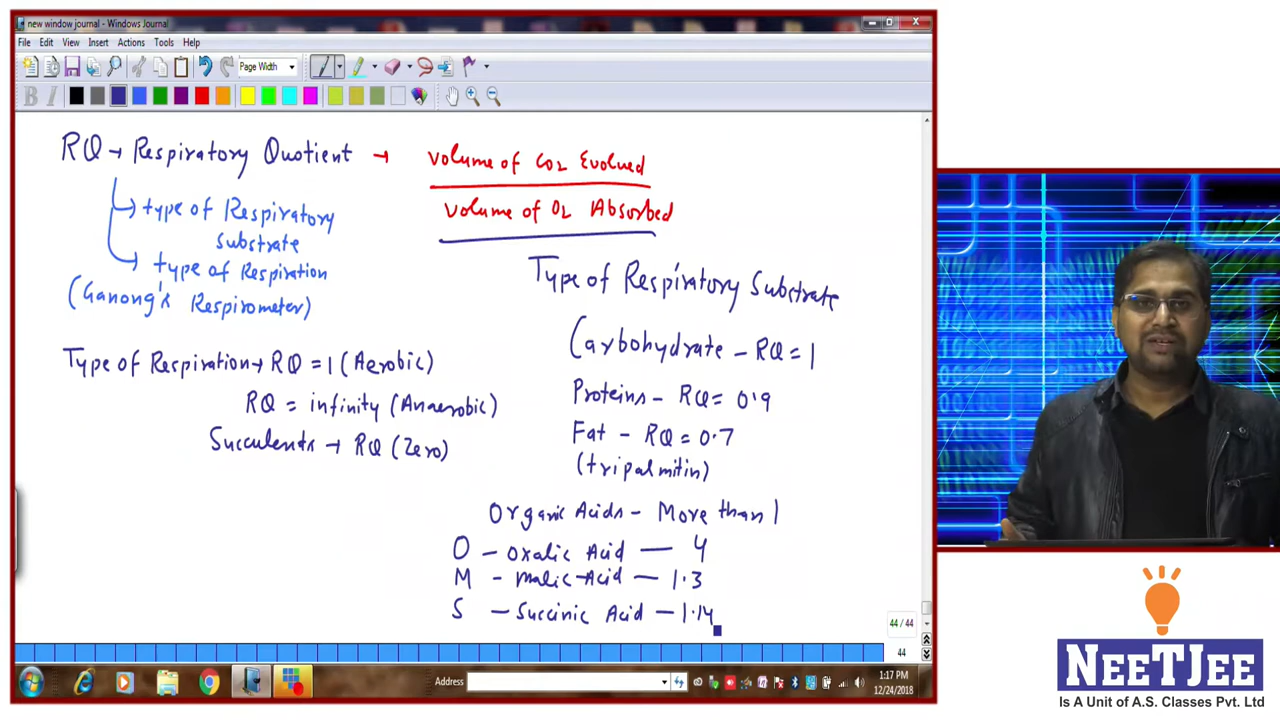 new window journal - Windows Journal
File Edit View Insert Actions Tools Help
Page Width
B I
RQ → Respiratory Quotient → Volume of CO2 Evolved
Volume of O2 Absorbed
type of Respiratory
Substrate
type of Respiration
(Ganong's Respirometer)
Type of Respiration → RQ = 1 (Aerobic)
RQ = infinity (Anaerobic)
Succulents → RQ (Zero)
Type of Respiratory Substrate
Carbohydrate - RQ = 1
Proteins - RQ = 0.9
Fat - RQ = 0.7
(tripalmitin)
Organic Acids - More than 1
O - Oxalic Acid — 4
M - Malic Acid — 1.3
S - Succinic Acid — 1.14
44 / 44
44
Address
1:17 PM
12/24/2018
NEETJEE
Is A Unit of A.S. Classes Pvt. Ltd